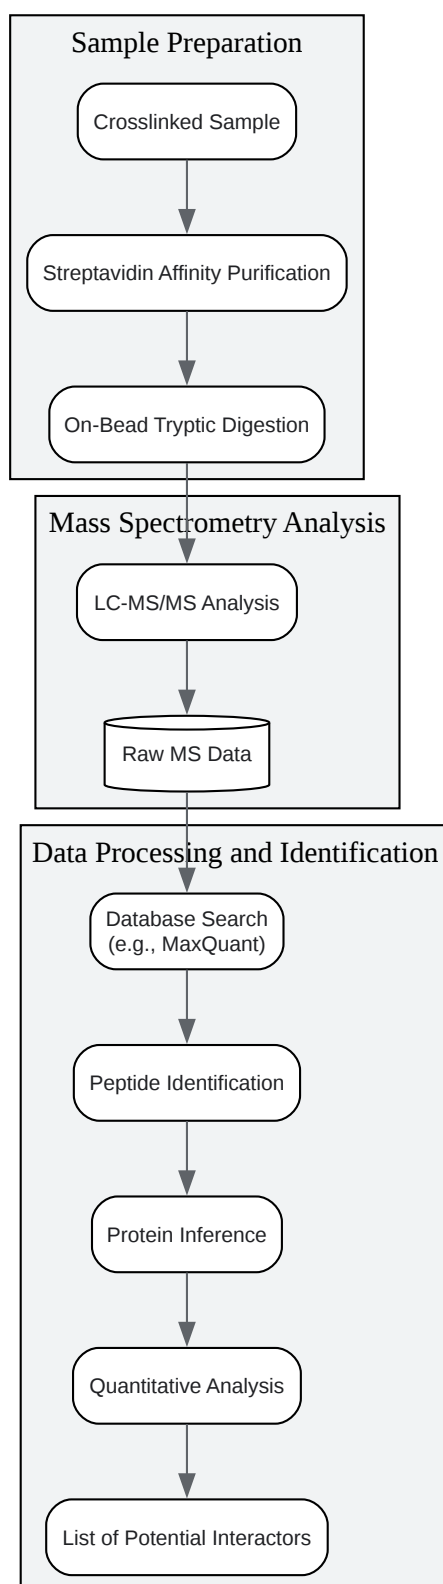 Sample Preparation
Crosslinked Sample
Streptavidin Affinity Purification
On-Bead Tryptic Digestion
Mass Spectrometry Analysis
LC-MS/MS Analysis
Raw MS Data
Data Processing and Identification
Database Search
(e.g., MaxQuant)
Peptide Identification
Protein Inference
Quantitative Analysis
List of Potential Interactors